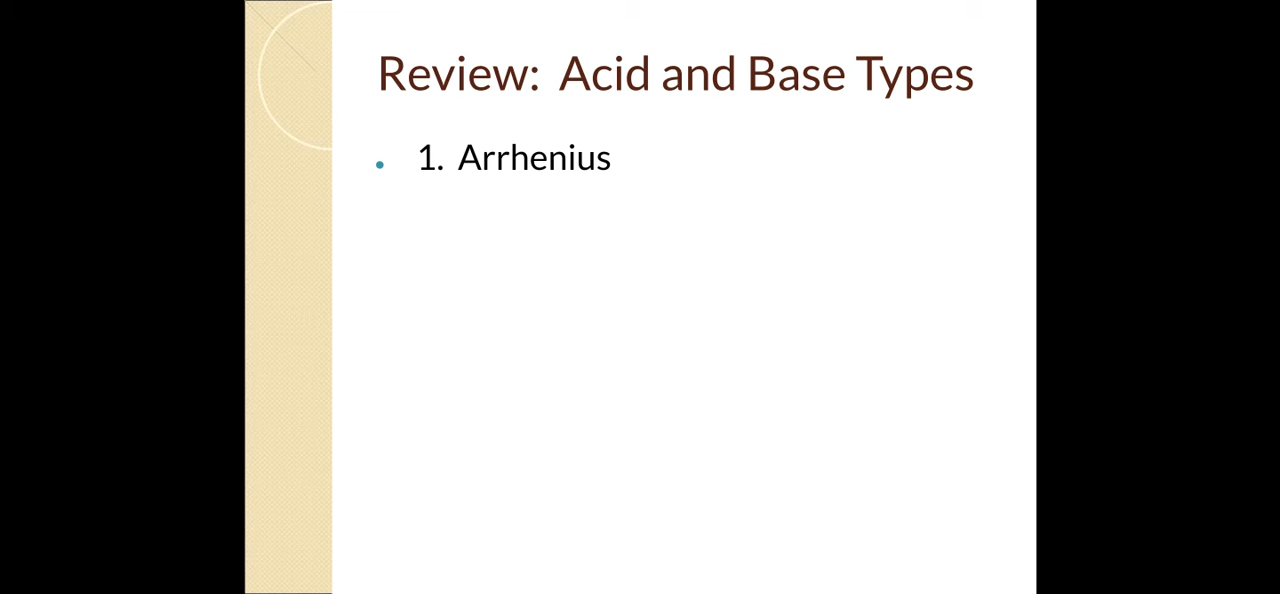 Review: Acid and Base Types
• 1. Arrhenius